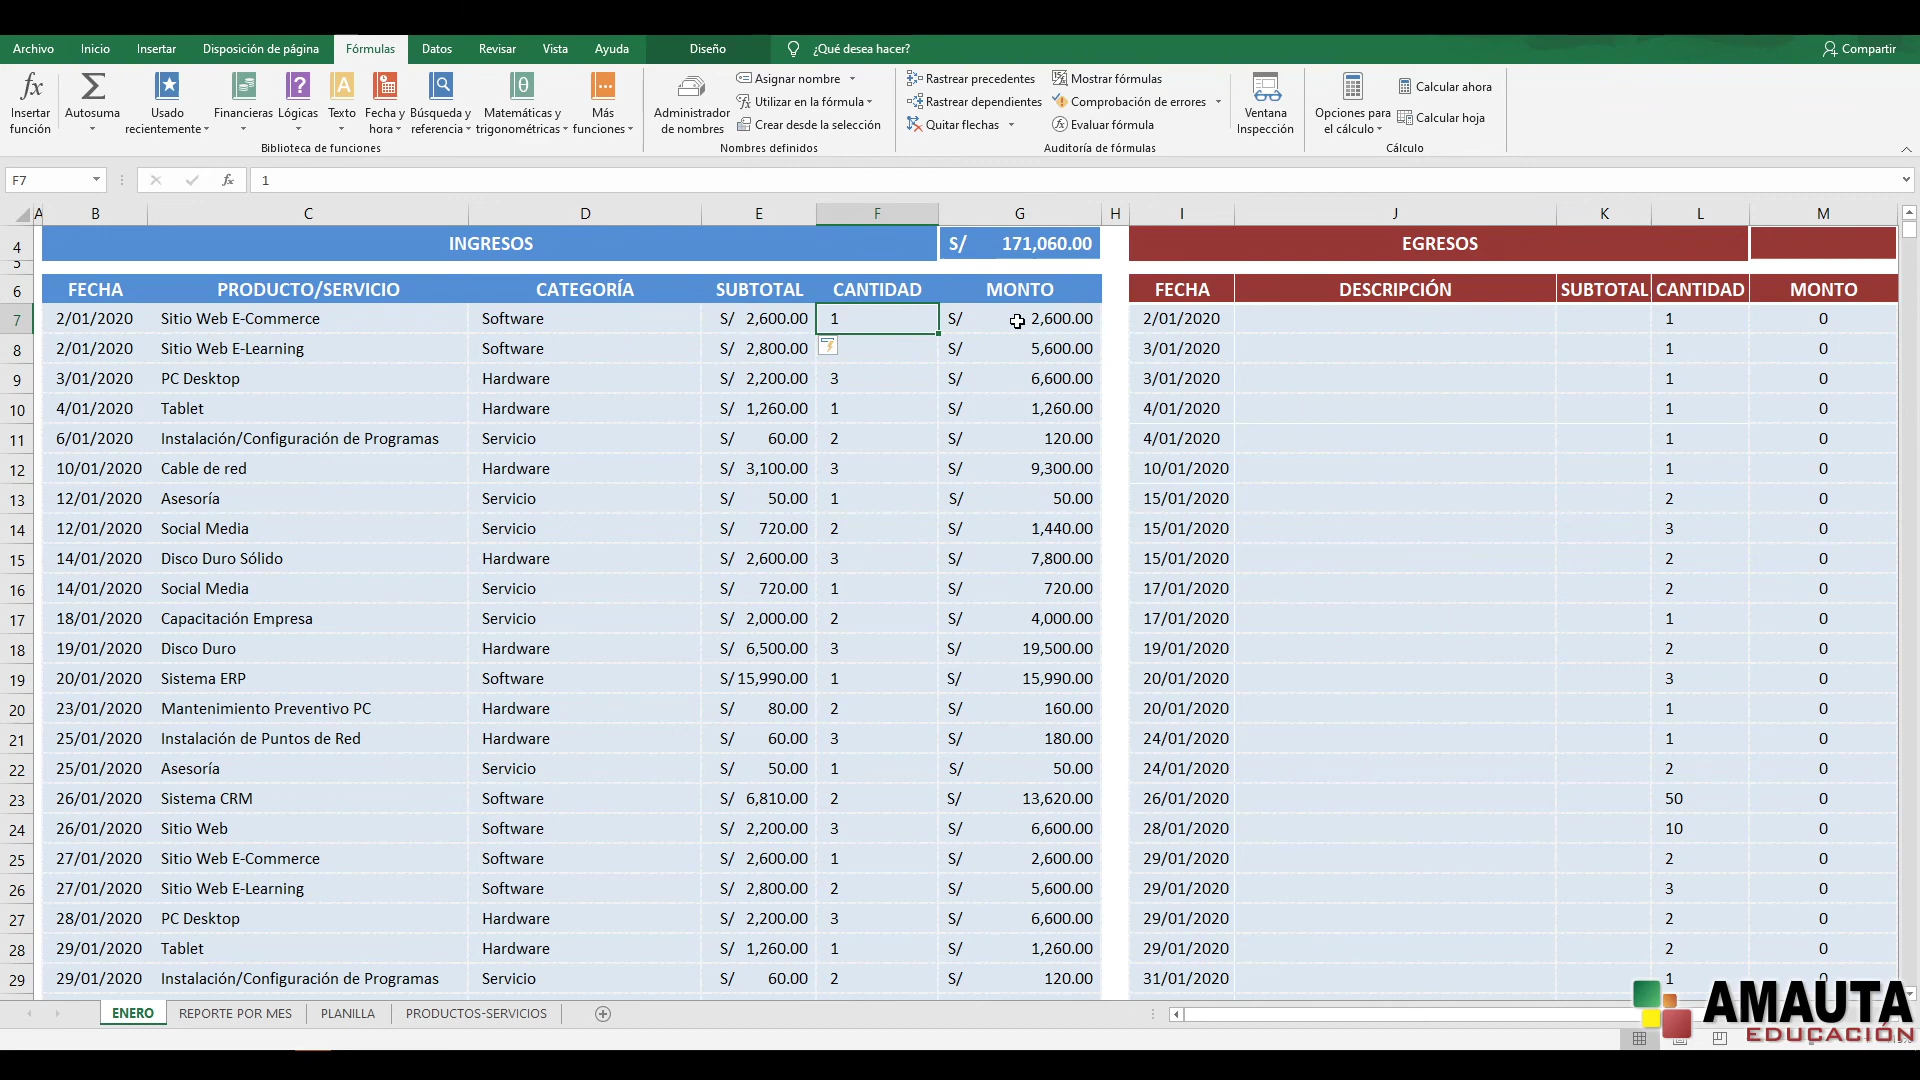 Archivo Inicio Insertar Disposición de página Fórmulas Datos Revisar Vista Ayuda Diseño ¿Qué desea hacer? Compartir
Insertar función Autosuma Usado recientemente Financieras Lógicas Texto Fecha y hora Búsqueda y referencia Matemáticas y trigonométricas Más funciones
Biblioteca de funciones
Administrador de nombres Asignar nombre Utilizar en la fórmula Crear desde la selección
Nombres definidos
Rastrear precedentes Rastrear dependientes Quitar flechas Mostrar fórmulas Comprobación de errores Evaluar fórmula
Auditoría de fórmulas
Ventana Inspección
Opciones para el cálculo Calcular ahora Calcular hoja
Cálculo
F7 fx 1
A B C D E F G H I J K L M
4 INGRESOS S/ 171,060.00 EGRESOS
5
6 FECHA PRODUCTO/SERVICIO CATEGORÍA SUBTOTAL CANTIDAD MONTO FECHA DESCRIPCIÓN SUBTOTAL CANTIDAD MONTO
7 2/01/2020 Sitio Web E-Commerce Software S/ 2,600.00 1 S/ 2,600.00 2/01/2020 1 0
8 2/01/2020 Sitio Web E-Learning Software S/ 2,800.00 S/ 5,600.00 3/01/2020 1 0
9 3/01/2020 PC Desktop Hardware S/ 2,200.00 3 S/ 6,600.00 3/01/2020 1 0
10 4/01/2020 Tablet Hardware S/ 1,260.00 1 S/ 1,260.00 4/01/2020 1 0
11 6/01/2020 Instalación/Configuración de Programas Servicio S/ 60.00 2 S/ 120.00 4/01/2020 1 0
12 10/01/2020 Cable de red Hardware S/ 3,100.00 3 S/ 9,300.00 10/01/2020 1 0
13 12/01/2020 Asesoría Servicio S/ 50.00 1 S/ 50.00 15/01/2020 2 0
14 12/01/2020 Social Media Servicio S/ 720.00 2 S/ 1,440.00 15/01/2020 3 0
15 14/01/2020 Disco Duro Sólido Hardware S/ 2,600.00 3 S/ 7,800.00 15/01/2020 2 0
16 14/01/2020 Social Media Servicio S/ 720.00 1 S/ 720.00 17/01/2020 2 0
17 18/01/2020 Capacitación Empresa Servicio S/ 2,000.00 2 S/ 4,000.00 17/01/2020 1 0
18 19/01/2020 Disco Duro Hardware S/ 6,500.00 3 S/ 19,500.00 19/01/2020 2 0
19 20/01/2020 Sistema ERP Software S/ 15,990.00 1 S/ 15,990.00 20/01/2020 3 0
20 23/01/2020 Mantenimiento Preventivo PC Hardware S/ 80.00 2 S/ 160.00 20/01/2020 1 0
21 25/01/2020 Instalación de Puntos de Red Hardware S/ 60.00 3 S/ 180.00 24/01/2020 1 0
22 25/01/2020 Asesoría Servicio S/ 50.00 1 S/ 50.00 24/01/2020 2 0
23 26/01/2020 Sistema CRM Software S/ 6,810.00 2 S/ 13,620.00 26/01/2020 50 0
24 26/01/2020 Sitio Web Software S/ 2,200.00 3 S/ 6,600.00 28/01/2020 10 0
25 27/01/2020 Sitio Web E-Commerce Software S/ 2,600.00 1 S/ 2,600.00 29/01/2020 2 0
26 27/01/2020 Sitio Web E-Learning Software S/ 2,800.00 2 S/ 5,600.00 29/01/2020 3 0
27 28/01/2020 PC Desktop Hardware S/ 2,200.00 3 S/ 6,600.00 29/01/2020 2 0
28 29/01/2020 Tablet Hardware S/ 1,260.00 1 S/ 1,260.00 29/01/2020 2 0
29 29/01/2020 Instalación/Configuración de Programas Servicio S/ 60.00 2 S/ 120.00 31/01/2020 1 0
ENERO REPORTE POR MES PLANILLA PRODUCTOS-SERVICIOS
AMAUTA
EDUCACIÓN